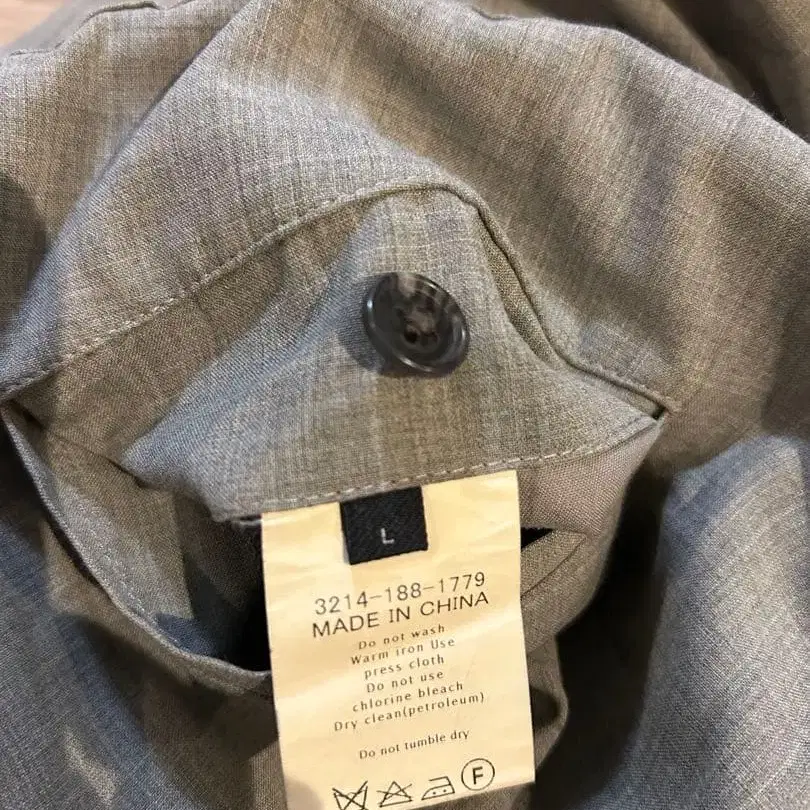 L
3214-188-1779
MADE IN CHINA
Do not wash
Warm iron Use
press cloth
Do not use
chlorine bleach
Dry clean(petroleum)
Do not tumble dry
F